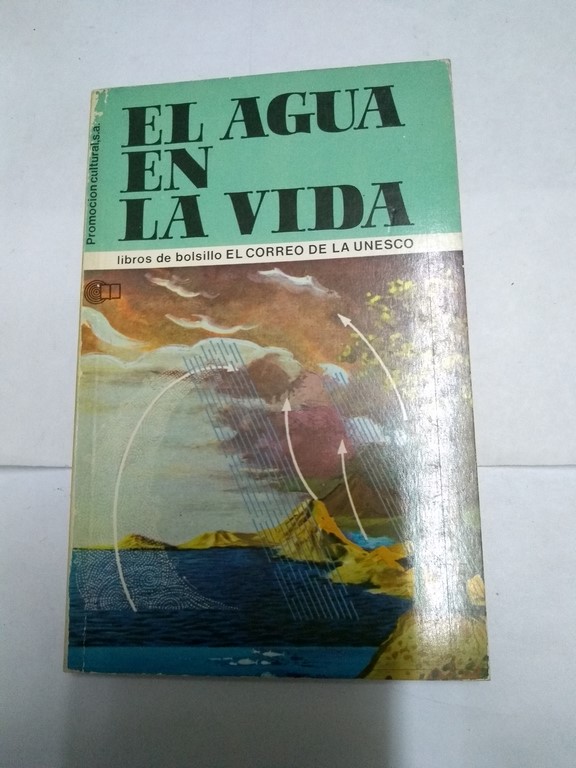 EL AGUA
EN
LA VIDA
libros de bolsillo EL CORREO DE LA UNESCO
Promocion cultural,s.a.